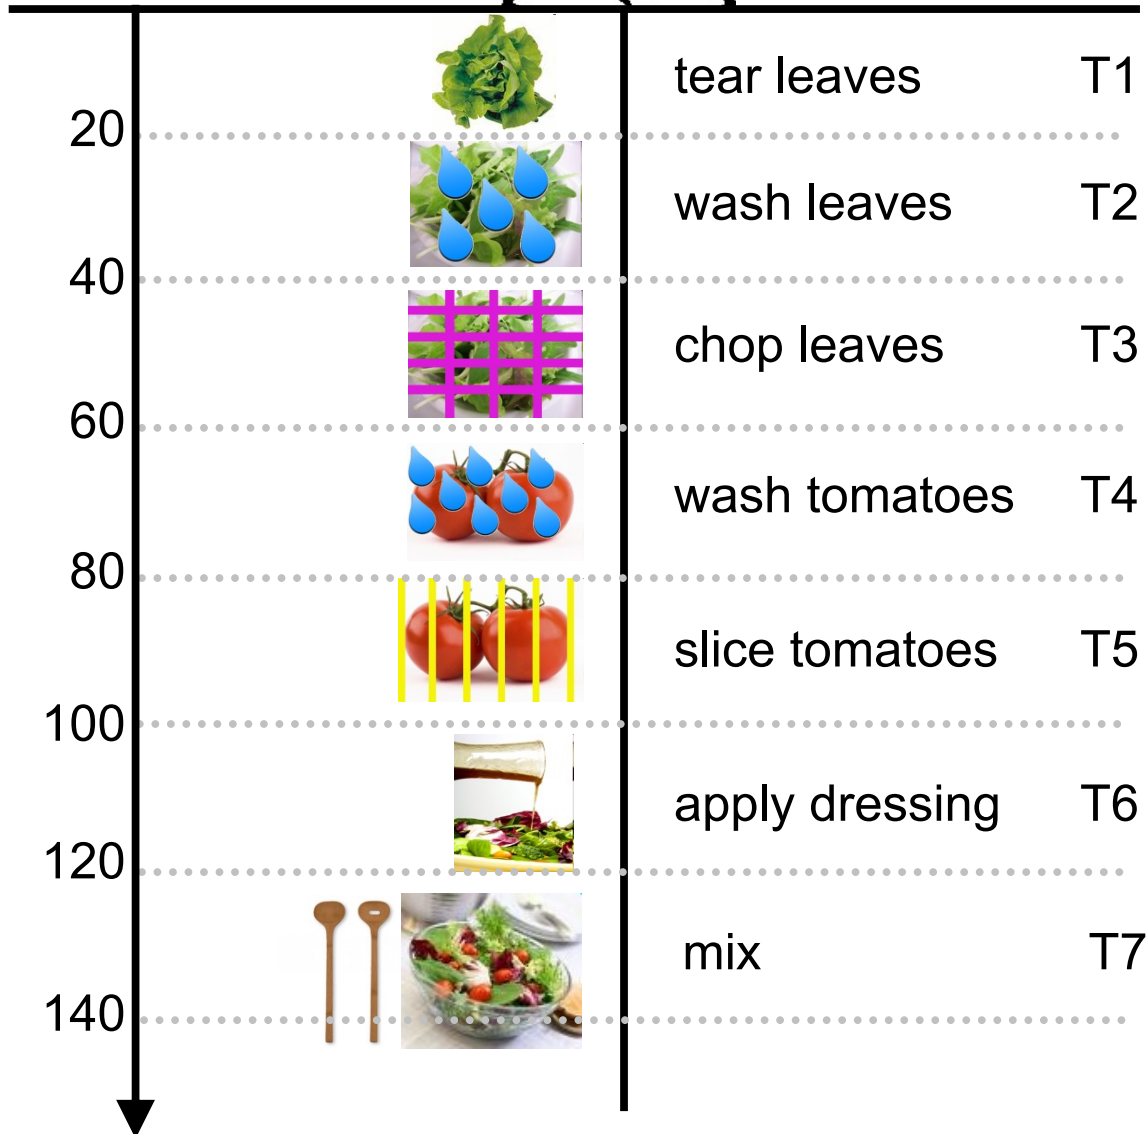 tear leaves T1
20
wash leaves T2
40
chop leaves T3
60
wash tomatoes T4
80
slice tomatoes T5
100
apply dressing T6
120
mix T7
140